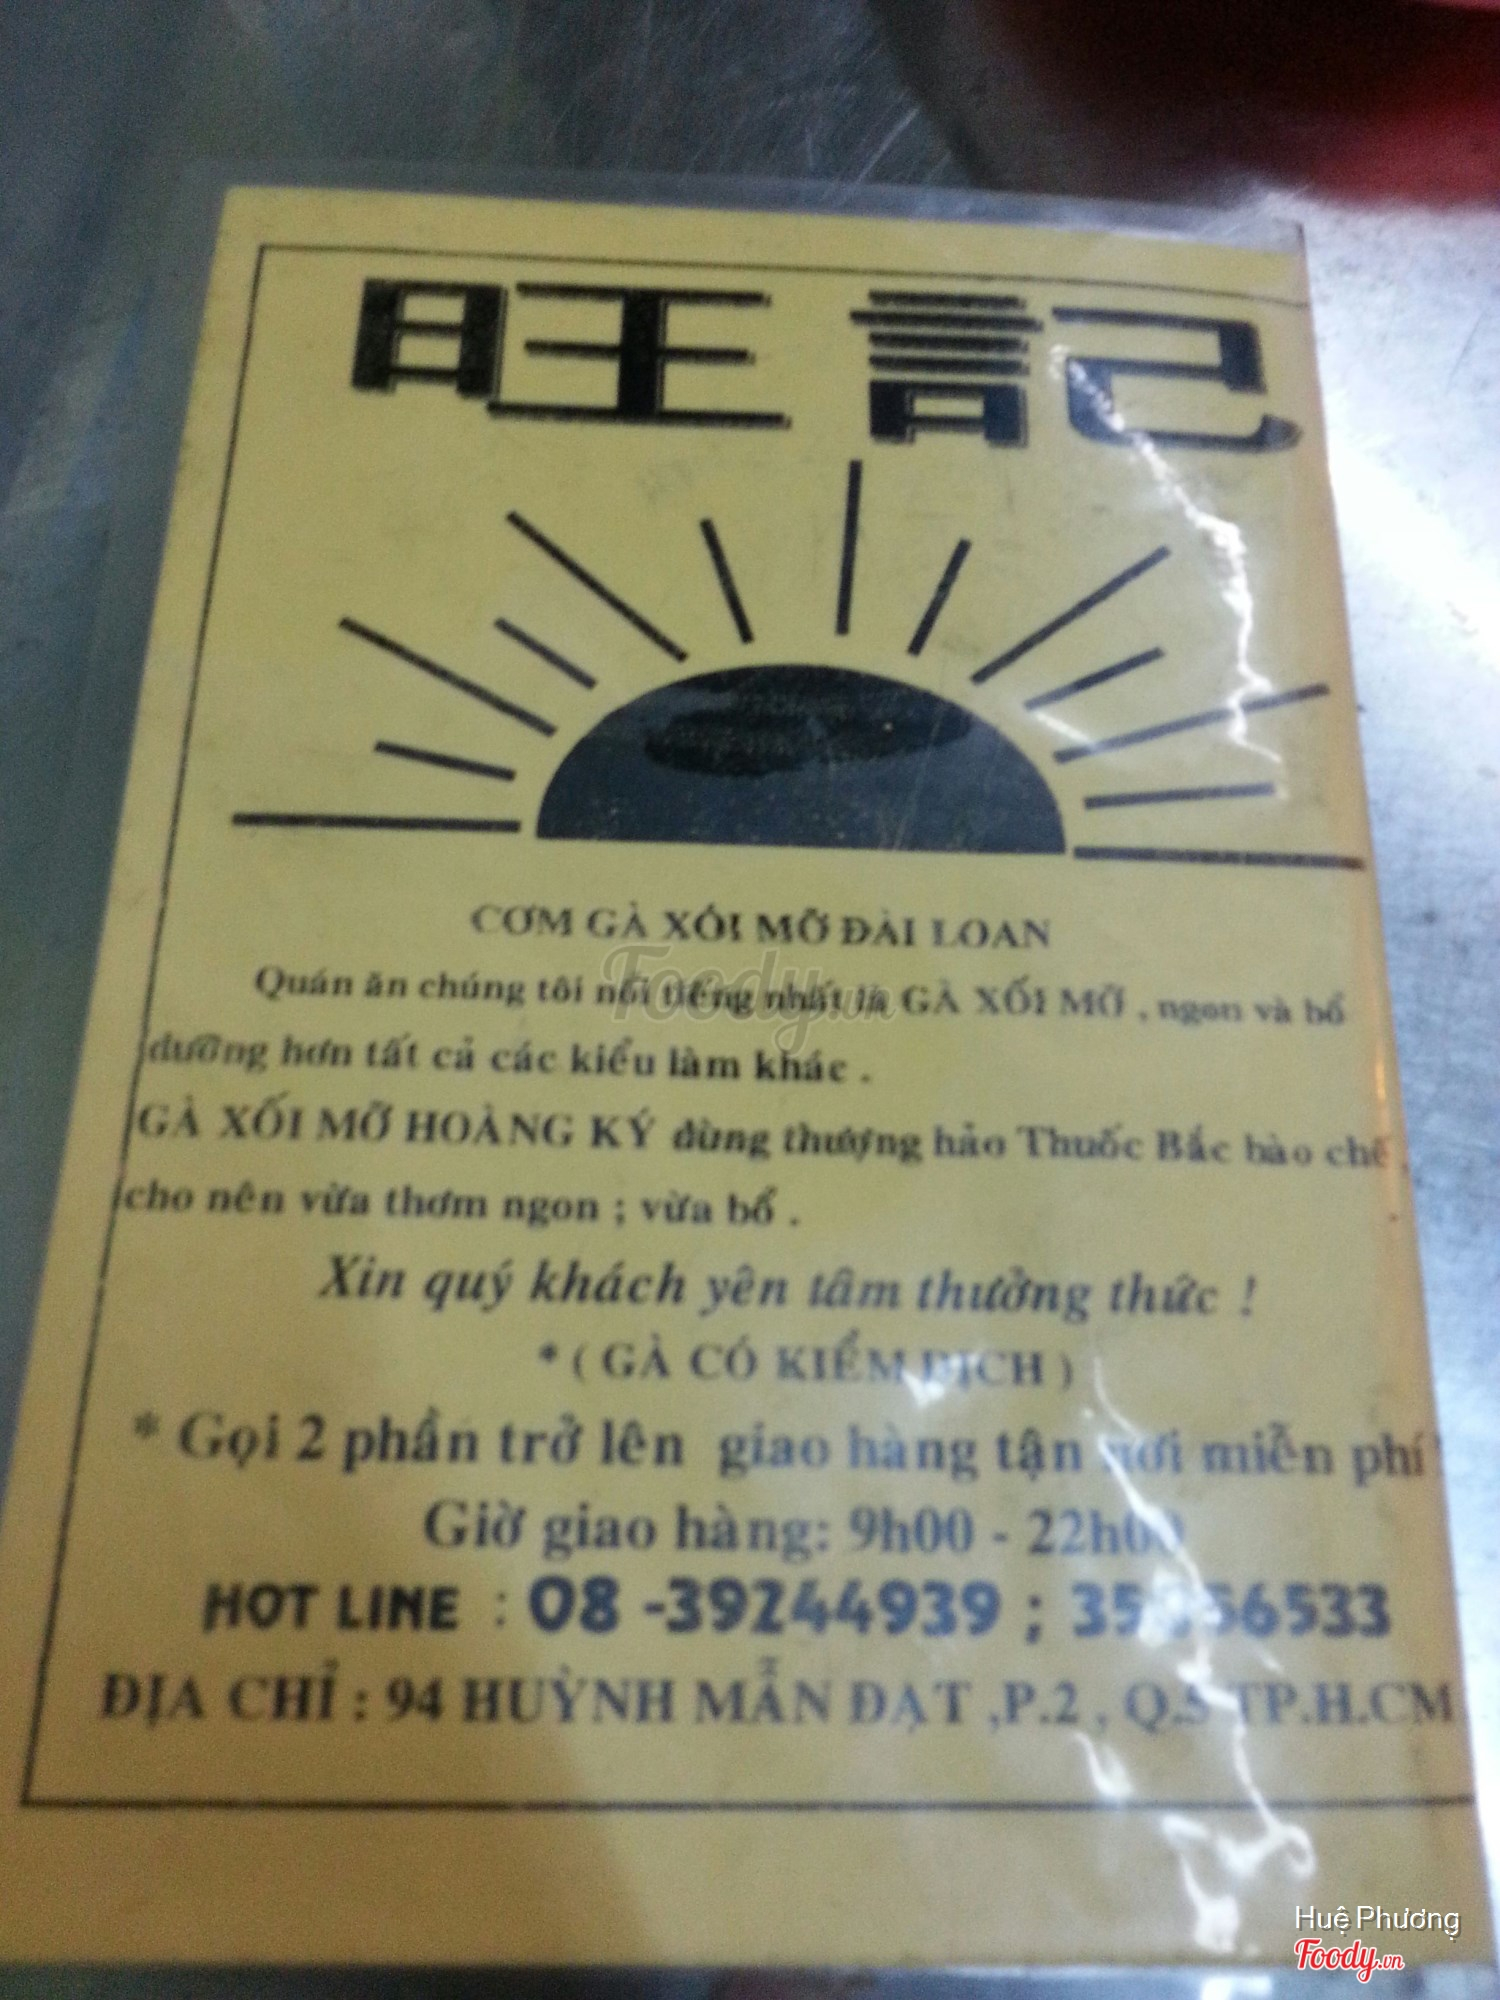 旺記
CƠM GÀ XỐI MỠ ĐÀI LOAN
Quán ăn chúng tôi nổi tiếng nhất là GÀ XỐI MỠ , ngon và bổ
dưỡng hơn tất cả các kiểu làm khác .
GÀ XỐI MỠ HOÀNG KÝ dùng thượng hảo Thuốc Bắc bào chế ,
cho nên vừa thơm ngon ; vừa bổ .
Xin quý khách yên tâm thưởng thức !
* ( GÀ CÓ KIỂM DỊCH )
* Gọi 2 phần trở lên giao hàng tận nơi miễn phí
Giờ giao hàng: 9h00 - 22h00
HOT LINE : 08 -39244939 ;
ĐỊA CHỈ : 94 HUỲNH MẪN ĐẠT ,P.2 , Q.5 TP.H.CM
Foody.vn
Huệ Phương
Foody.vn